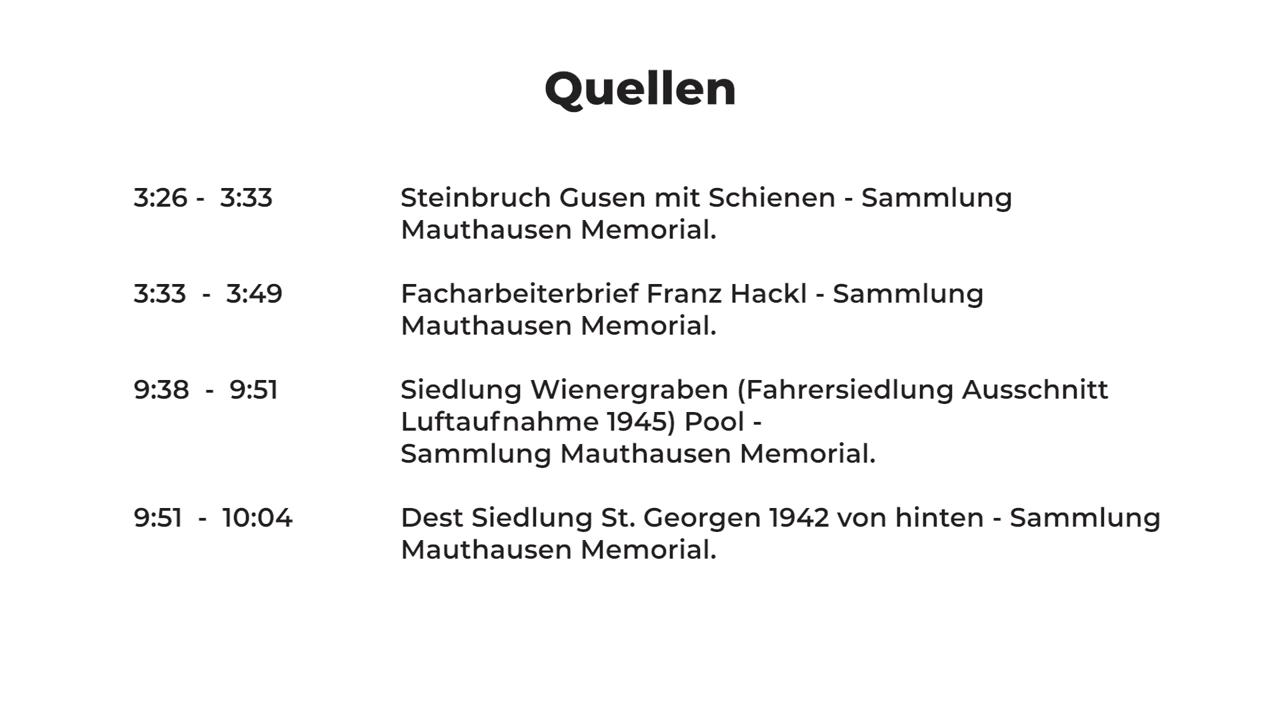 Quellen
3:26 - 3:33 Steinbruch Gusen mit Schienen - Sammlung
Mauthausen Memorial.
3:33 - 3:49 Facharbeiterbrief Franz Hackl - Sammlung
Mauthausen Memorial.
9:38 - 9:51 Siedlung Wienergraben (Fahrersiedlung Ausschnitt
Luftaufnahme 1945) Pool -
Sammlung Mauthausen Memorial.
9:51 - 10:04 Dest Siedlung St. Georgen 1942 von hinten - Sammlung
Mauthausen Memorial.